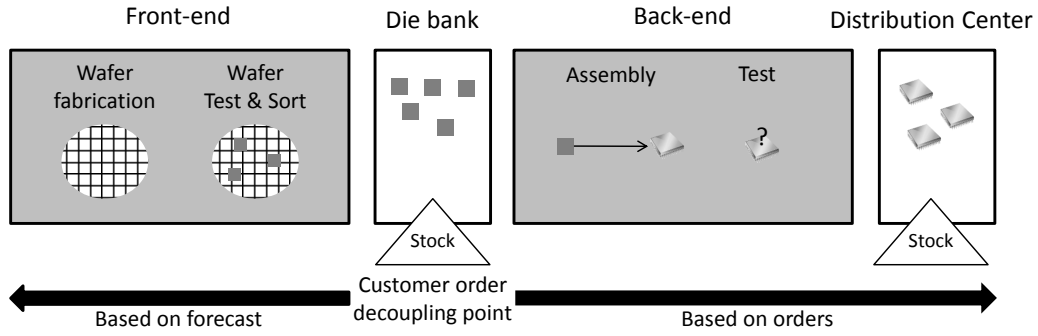 Front-end
Die bank
Back-end
Distribution Center
Wafer
fabrication
Wafer
Test & Sort
Assembly
Test
?
Stock
Stock
Customer order
decoupling point
Based on forecast
Based on orders